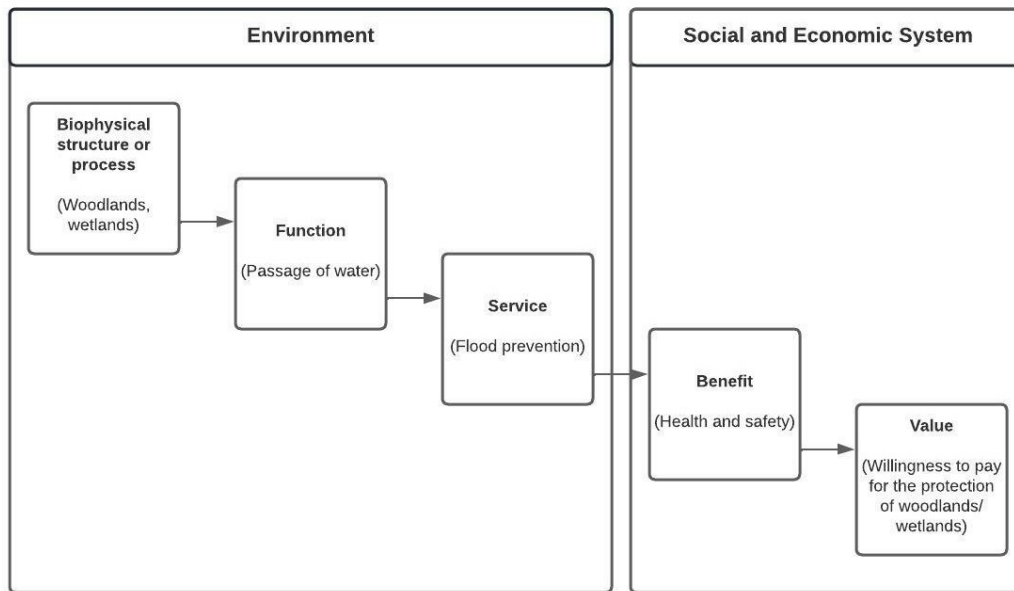 Environment
Social and Economic System
Biophysical
structure or
process
(Woodlands,
wetlands)
Function
(Passage of water)
Service
(Flood prevention)
Benefit
(Health and safety)
Value
(Willingness to pay
for the protection
of woodlands/
wetlands)